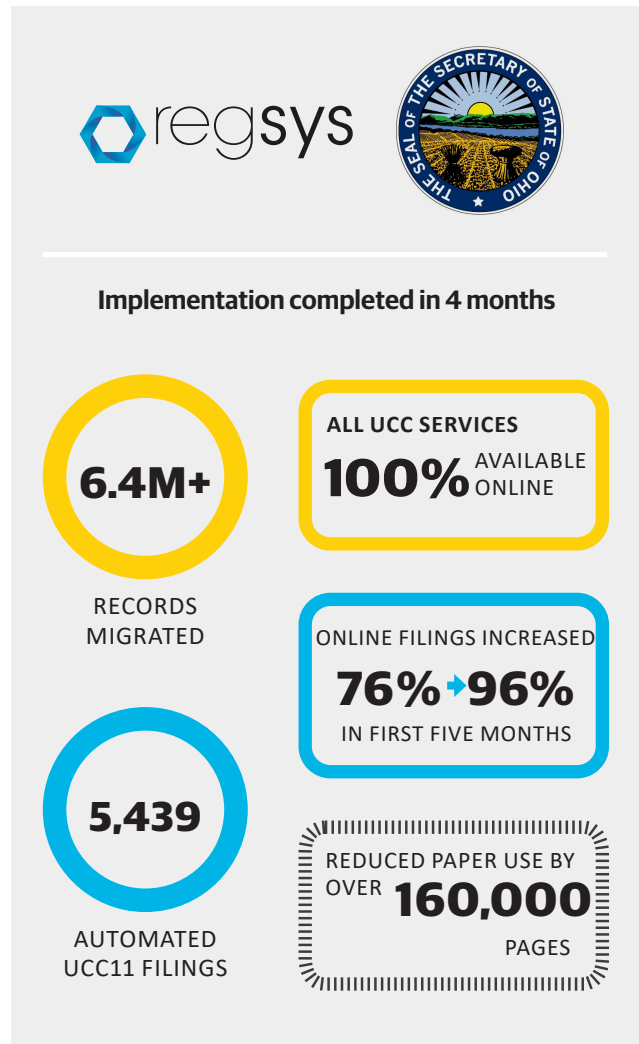 regsys
THE SEAL OF THE SECRETARY OF STATE OF OHIO
Implementation completed in 4 months
6.4M+
RECORDS
MIGRATED
ALL UCC SERVICES
100% AVAILABLE
ONLINE
ONLINE FILINGS INCREASED
76% 96%
IN FIRST FIVE MONTHS
5,439
AUTOMATED
UCC11 FILINGS
REDUCED PAPER USE BY
OVER 160,000
PAGES